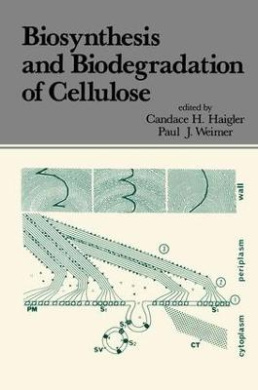 Biosynthesis
and Biodegradation
of Cellulose
edited by
Candace H. Haigler
Paul J. Weimer
wall
periplasm
cytoplasm
PM
S₁
S₁
SV
S₂
CT